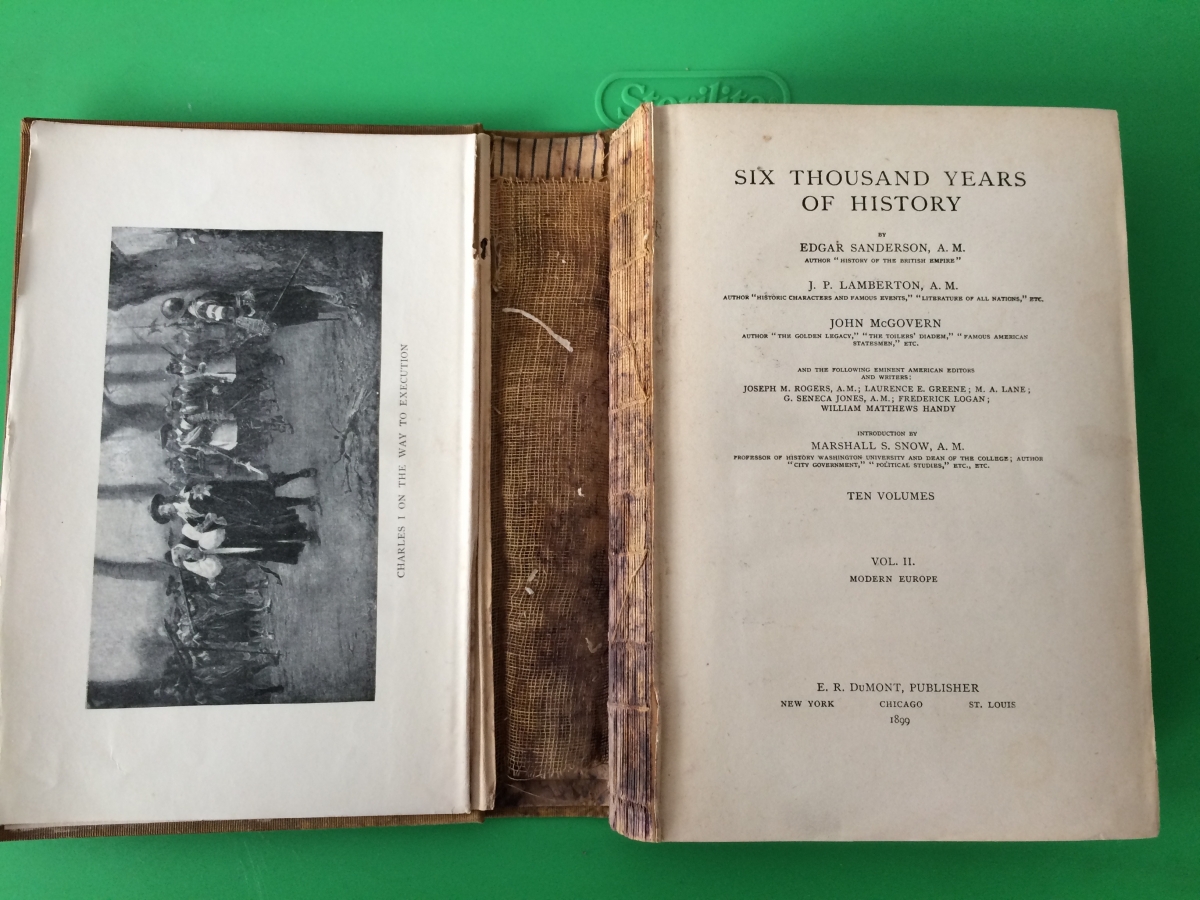 Sterilite
CHARLES I ON THE WAY TO EXECUTION
SIX THOUSAND YEARS
OF HISTORY
BY
EDGAR SANDERSON, A. M.
AUTHOR "HISTORY OF THE BRITISH EMPIRE"
J. P. LAMBERTON, A. M.
AUTHOR "HISTORIC CHARACTERS AND FAMOUS EVENTS," "LITERATURE OF ALL NATIONS," ETC.
JOHN McGOVERN
AUTHOR "THE GOLDEN LEGACY," "THE TOILERS' DIADEM," "FAMOUS AMERICAN
STATESMEN," ETC.
AND THE FOLLOWING EMINENT AMERICAN EDITORS
AND WRITERS:
JOSEPH M. ROGERS, A.M.; LAURENCE E. GREENE; M. A. LANE;
G. SENECA JONES, A.M.; FREDERICK LOGAN;
WILLIAM MATTHEWS HANDY
INTRODUCTION BY
MARSHALL S. SNOW, A. M.
PROFESSOR OF HISTORY WASHINGTON UNIVERSITY AND DEAN OF THE COLLEGE; AUTHOR
"CITY GOVERNMENT," "POLITICAL STUDIES," ETC., ETC.
TEN VOLUMES
VOL. II.
MODERN EUROPE
E. R. DuMONT, PUBLISHER
NEW YORK CHICAGO ST. LOUIS
1899